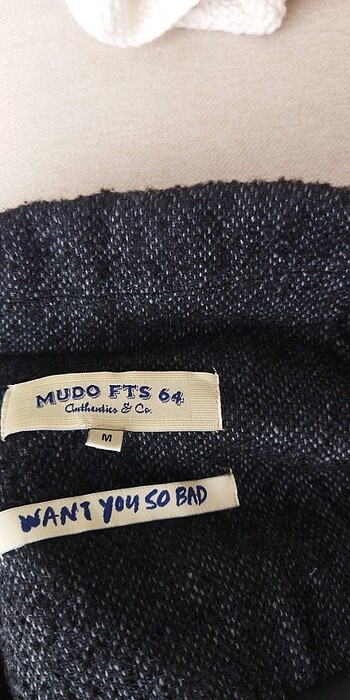 MUDO FTS 64
Authentics & Co.
M
WANT YOU SO BAD